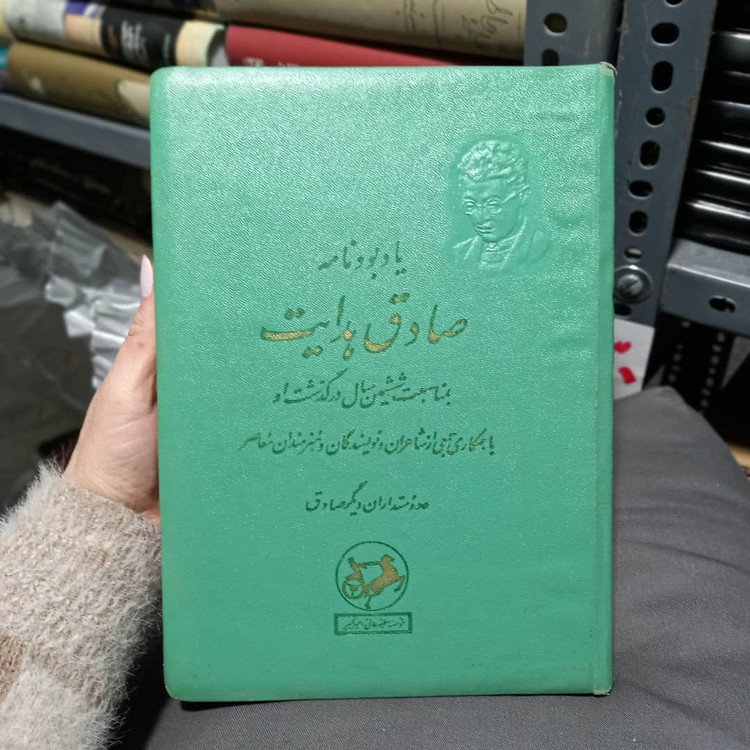 یادبودنامه
صادق هدایت
بمناسبت ششمین سال درگذشت او
با همکاری جمعی از شاعران و نویسندگان و هنرمندان معاصر
دوستداران دیگر صادق
امیرکبیر